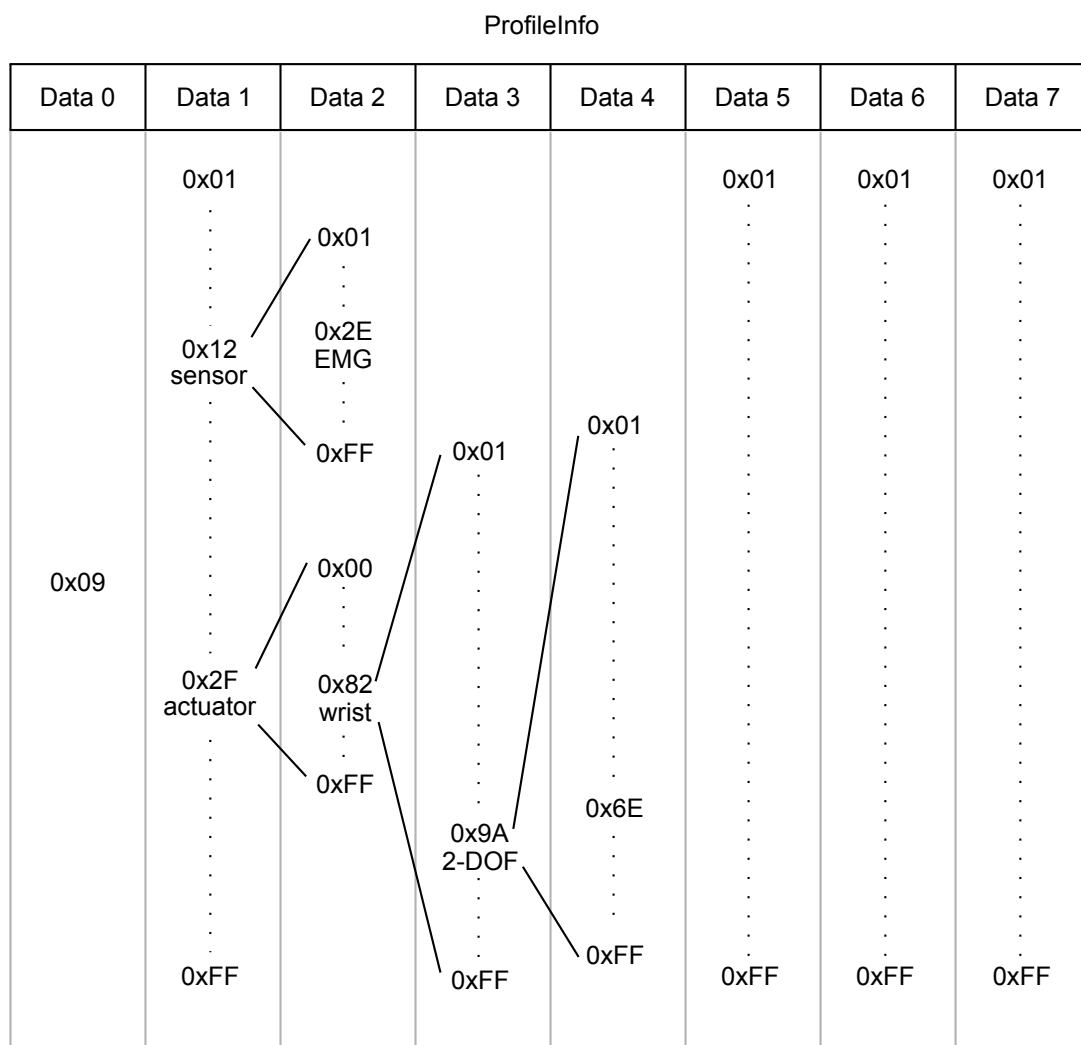 ProfileInfo
Data 0 Data 1 Data 2 Data 3 Data 4 Data 5 Data 6 Data 7
0x01 0x01 0x01 0x01
0x01
0x2E
EMG
0x12
sensor
0x01
0xFF 0x01
0x00
0x09
0x2F 0x82
actuator wrist
0xFF
0x6E
0x9A
2-DOF
0xFF
0xFF 0xFF 0xFF 0xFF 0xFF